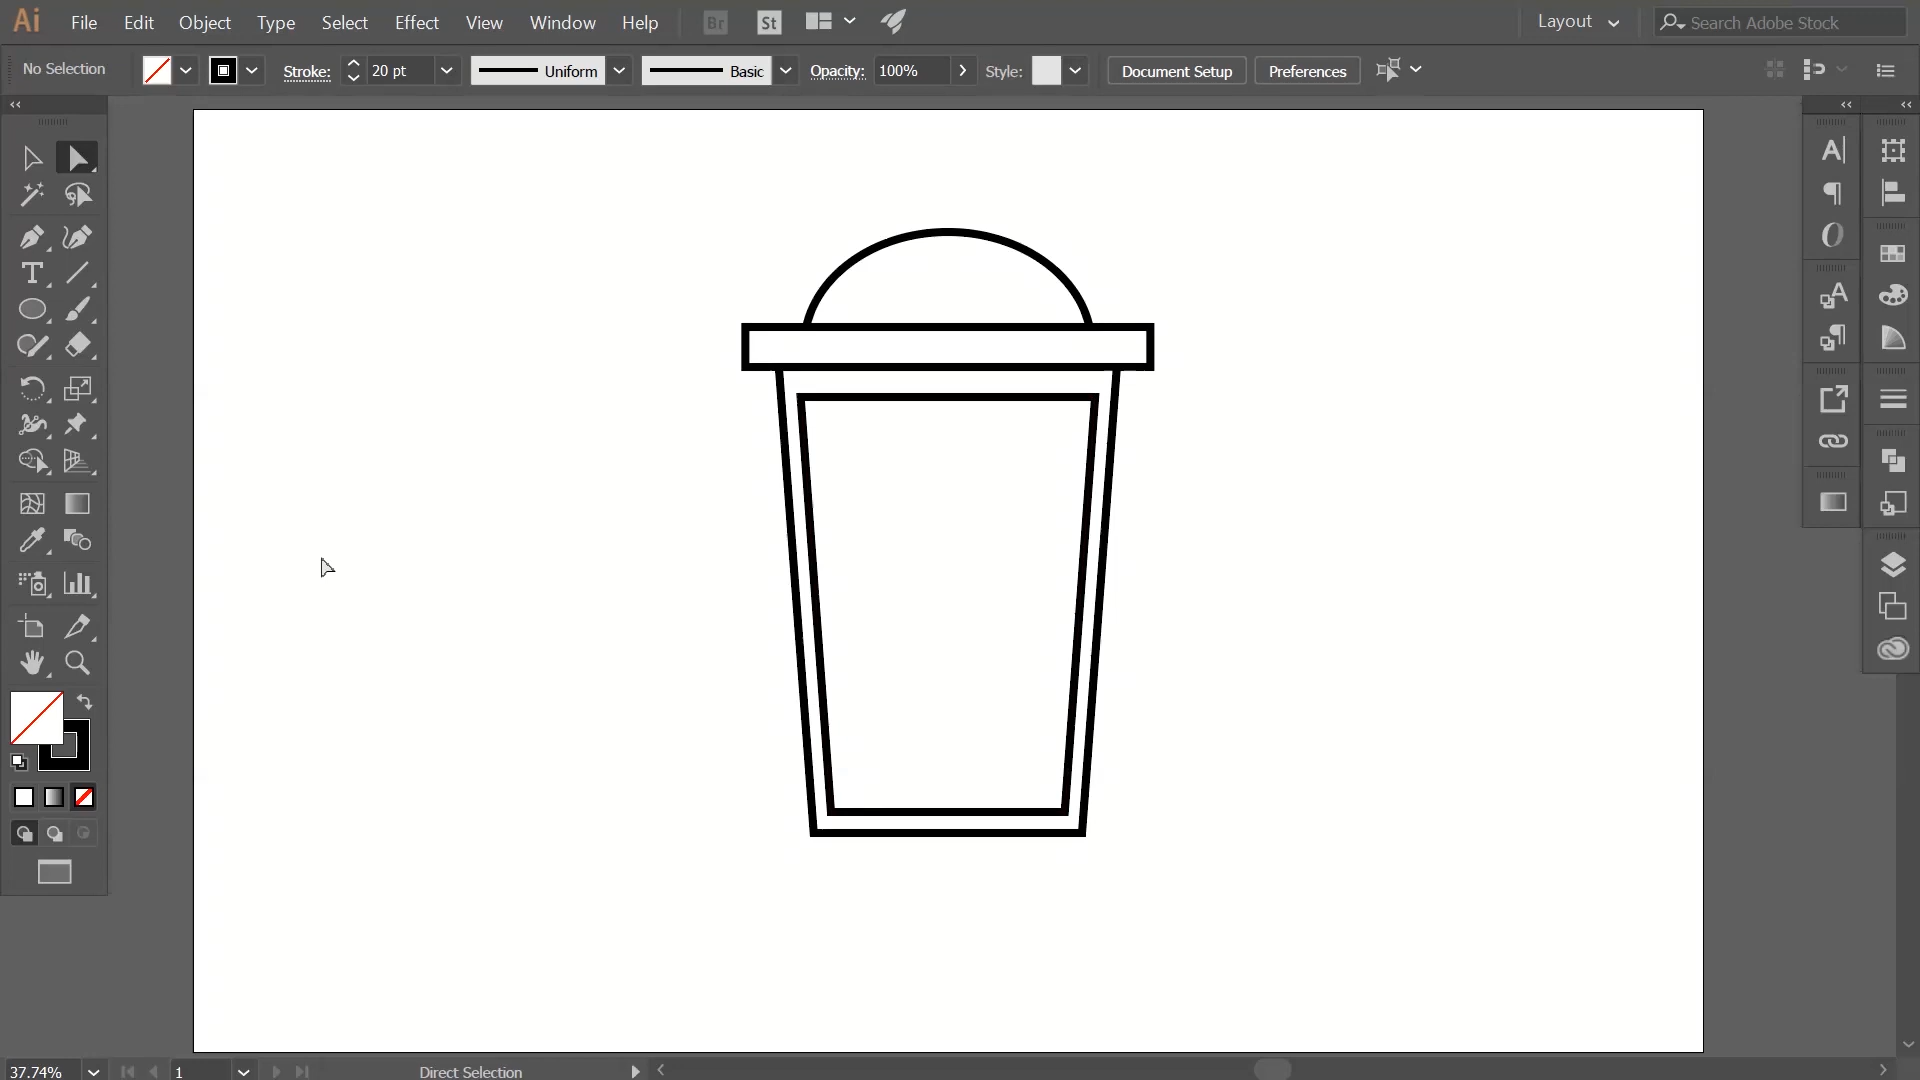 Ai File Edit Object Type Select Effect View Window Help Br St Layout Search Adobe Stock
No Selection Stroke: 20 pt Uniform Basic Opacity: 100% Style: Document Setup Preferences
37.74% 1 Direct Selection